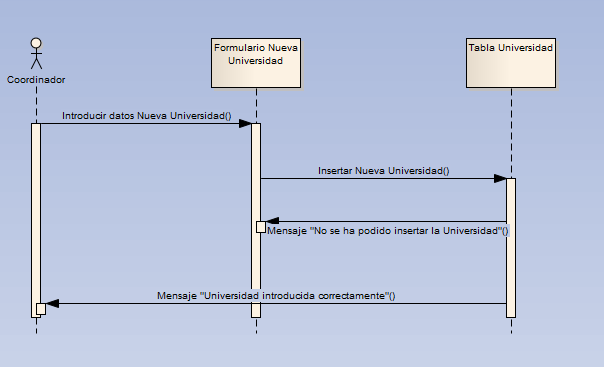 Formulario Nueva
Universidad
Tabla Universidad
Coordinador
Introducir datos Nueva Universidad()
Insertar Nueva Universidad()
Mensaje "No se ha podido insertar la Universidad"()
Mensaje "Universidad introducida correctamente"()